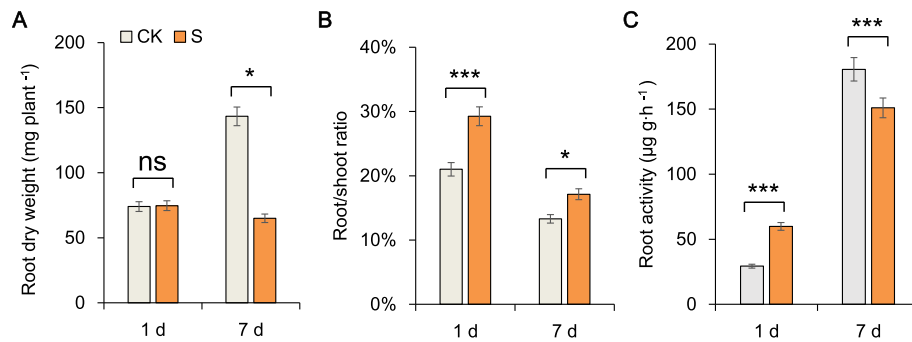 A
CK S
Root dry weight (mg plant -1)
200
150
100
50
0
ns
*
1 d 7 d
B
Root/shoot ratio
40%
30%
20%
10%
0%
***
*
1 d 7 d
C
Root activity (µg g·h -1)
200
150
100
50
0
***
***
1 d 7 d